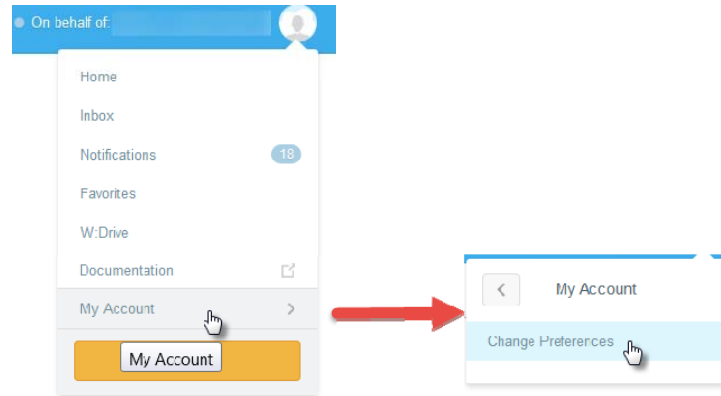 On behalf of:
Home
Inbox
Notifications 18
Favorites
W:Drive
Documentation
My Account
My Account
My Account
Change Preferences